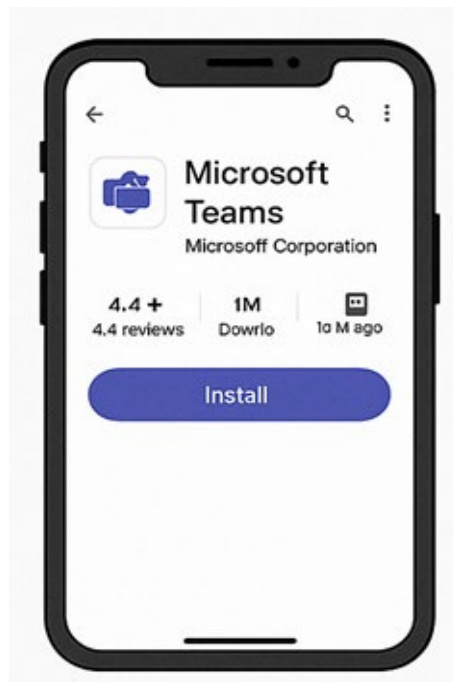 Microsoft
Teams
Microsoff Corporation
4.4 +
1M
4.4 reviews
Dowrlo
1a M ago
Install